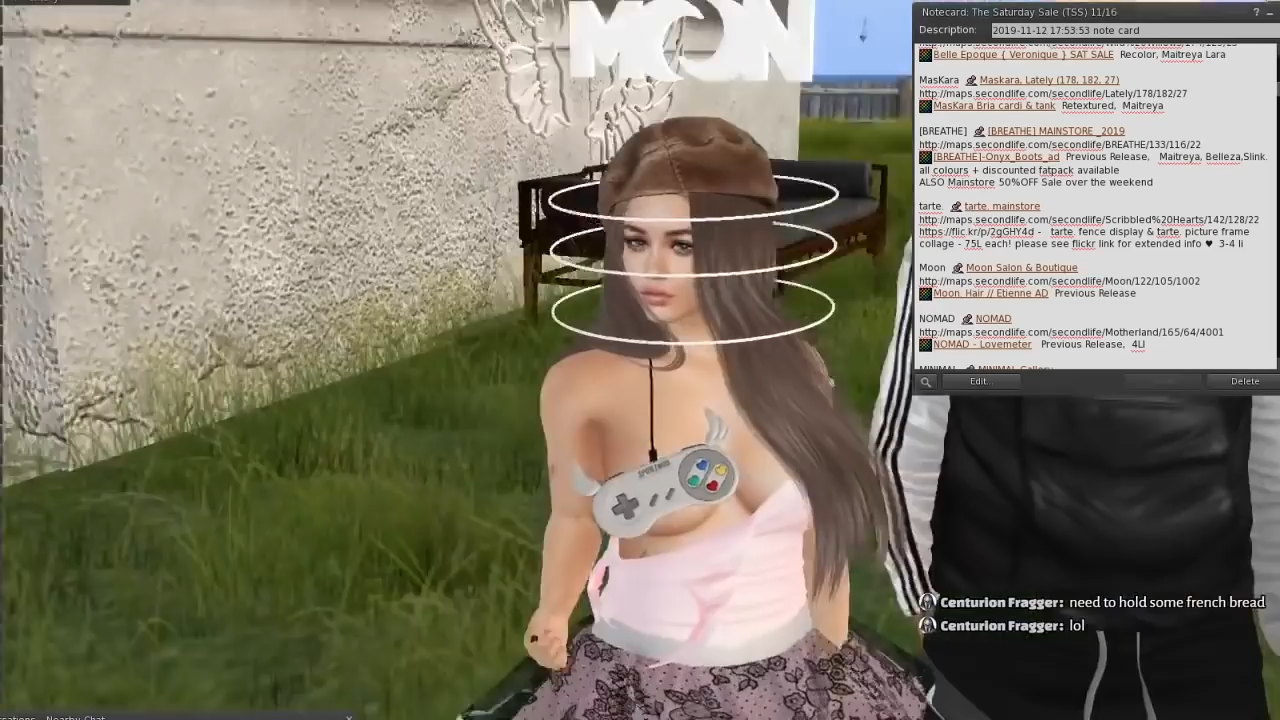 MOON
Notecard: The Saturday Sale (TSS) 11/16
? _
Description: 2019-11-12 17:53:53 note card
Belle Epoque { Veronique } SAT SALE Recolor, Maitreya Lara
MasKara Maskara, Lately (178, 182, 27)
http://maps.secondlife.com/secondlife/Lately/178/182/27
MasKara Bria cardi & tank Retextured, Maitreya
[BREATHE] [BREATHE] MAINSTORE _2019
http://maps.secondlife.com/secondlife/BREATHE/133/116/22
[BREATHE]-Onyx_Boots_ad Previous Release, Maitreya, Belleza,Slink.
all colours + discounted fatpack available
ALSO Mainstore 50%OFF Sale over the weekend
tarte. tarte. mainstore
http://maps.secondlife.com/secondlife/Scribbled%20Hearts/142/128/22
https://flic.kr/p/2gGHY4d - tarte. fence display & tarte. picture frame
collage - 75L each! please see flickr link for extended info ♥ 3-4 li
Moon Moon Salon & Boutique
http://maps.secondlife.com/secondlife/Moon/122/105/1002
Moon. Hair // Etienne AD Previous Release
NOMAD NOMAD
http://maps.secondlife.com/secondlife/Motherland/165/64/4001
NOMAD - Lovemeter Previous Release, 4LI
MINIMAL MINIMAL Gallery
Edit... Delete
Centurion Fragger: need to hold some french bread
Centurion Fragger: lol
Nearby Chat